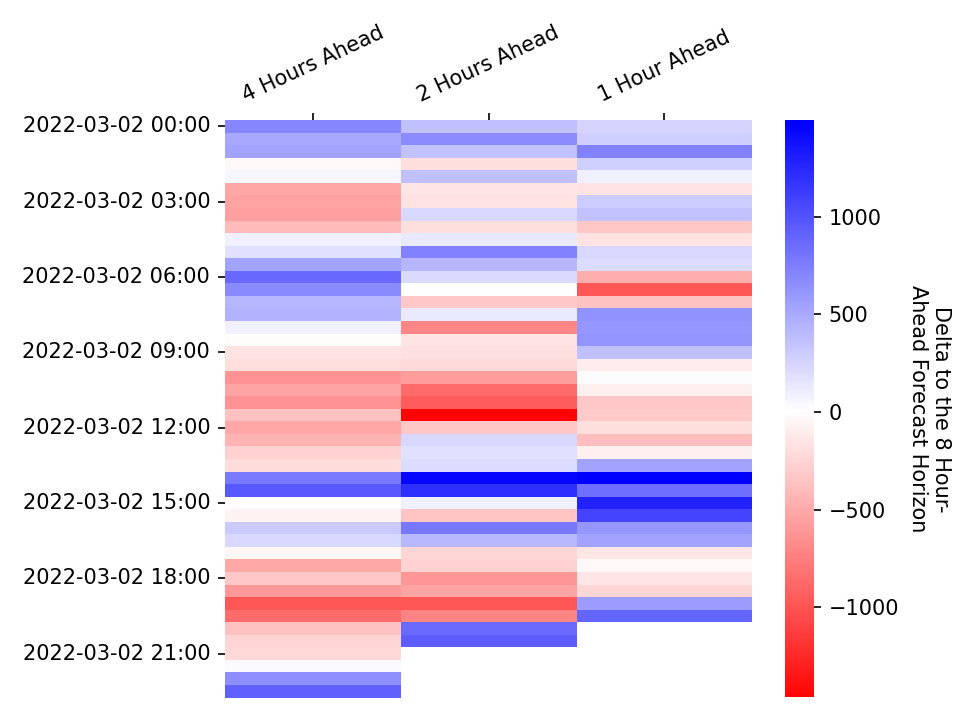 4 Hours Ahead
2 Hours Ahead
1 Hour Ahead
2022-03-02 00:00
2022-03-02 03:00
2022-03-02 06:00
2022-03-02 09:00
2022-03-02 12:00
2022-03-02 15:00
2022-03-02 18:00
2022-03-02 21:00
1000
500
0
−500
−1000
Delta to the 8 Hour-
Ahead Forecast Horizon